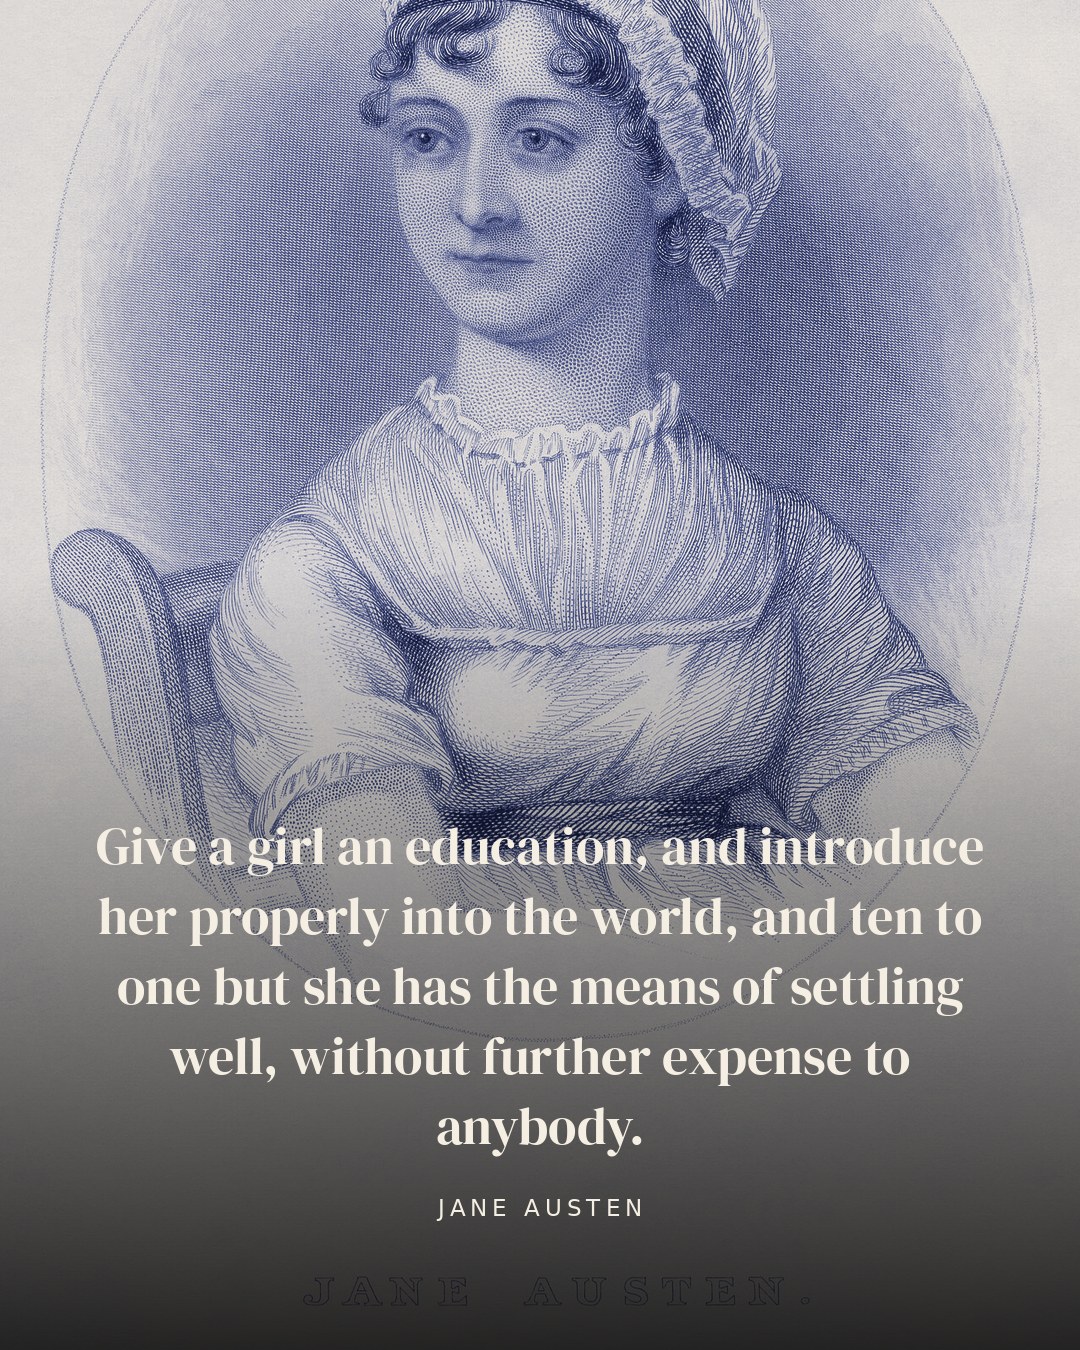 Give a girl an education, and introduce
her properly into the world, and ten to
one but she has the means of settling
well, without further expense to
anybody.
JANE AUSTEN
JANE AUSTEN.